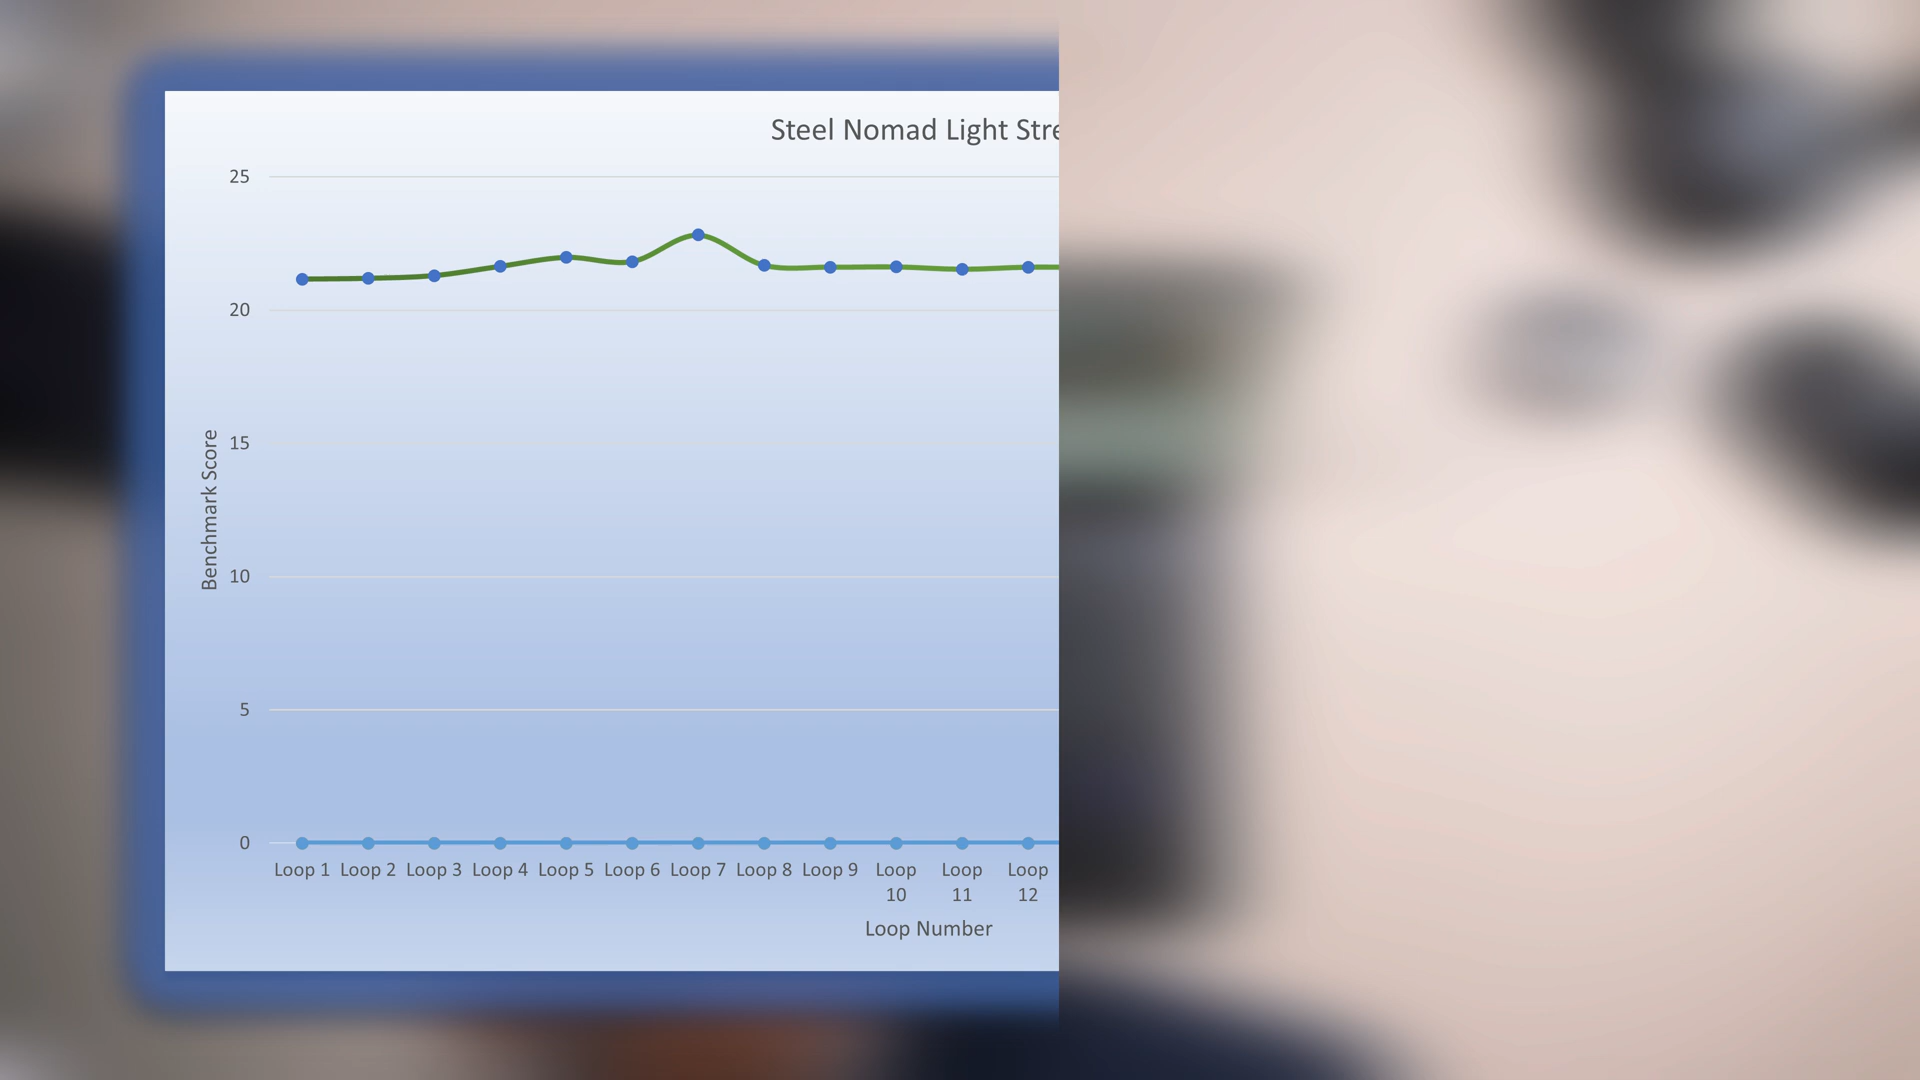 Steel Nomad Light Stre
25
20
15
10
5
0
Benchmark Score
Loop 1 Loop 2 Loop 3 Loop 4 Loop 5 Loop 6 Loop 7 Loop 8 Loop 9 Loop 10 Loop 11 Loop 12
Loop Number